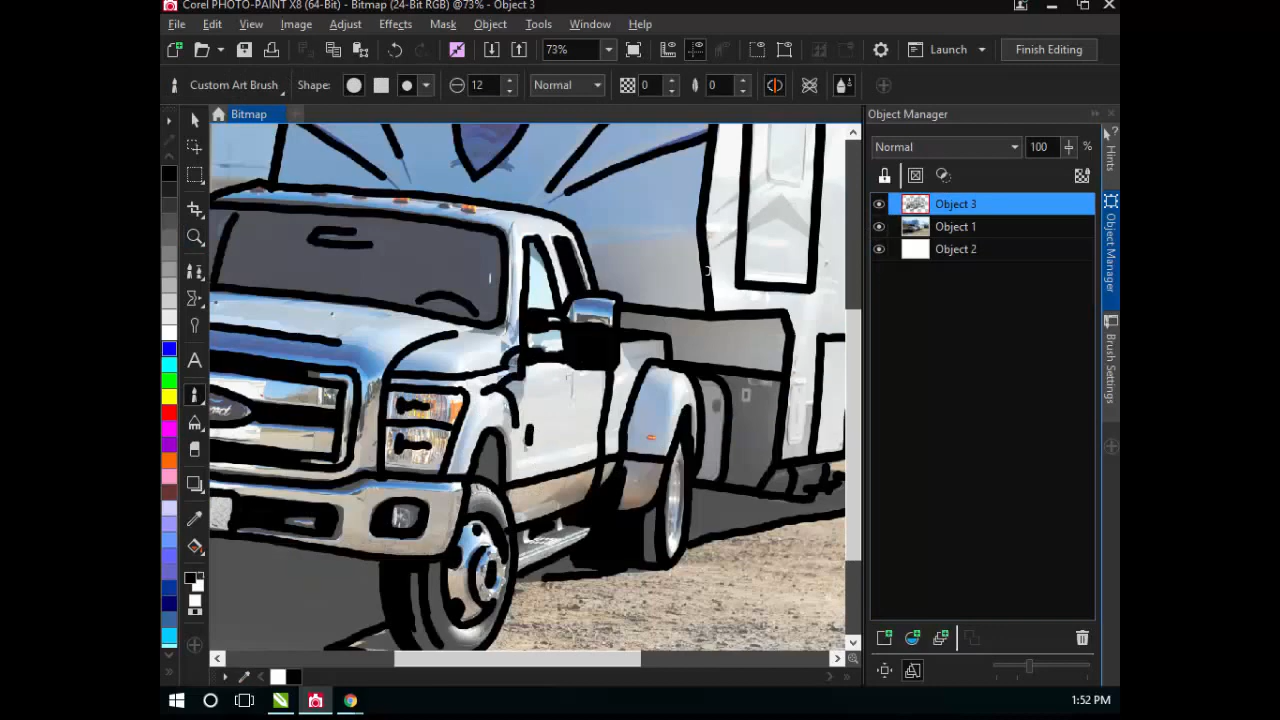 Corel PHOTO-PAINT X8 (64-Bit) - Bitmap (24-Bit RGB) @73% - Object 3
File Edit View Image Adjust Effects Mask Object Tools Window Help
73% Launch Finish Editing
Custom Art Brush Shape: 12 Normal 0 0
Bitmap
Object Manager
Normal 100 %
Object 3
Object 1
Object 2
Hints
Object Manager
Brush Settings
Ford
1:52 PM